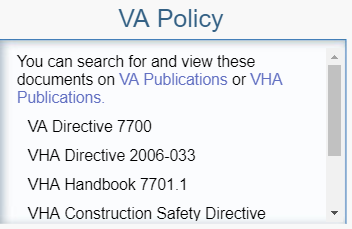 VA Policy
You can search for and view these
documents on VA Publications or VHA
Publications.
VA Directive 7700
VHA Directive 2006-033
VHA Handbook 7701.1
VHA Construction Safety Directive